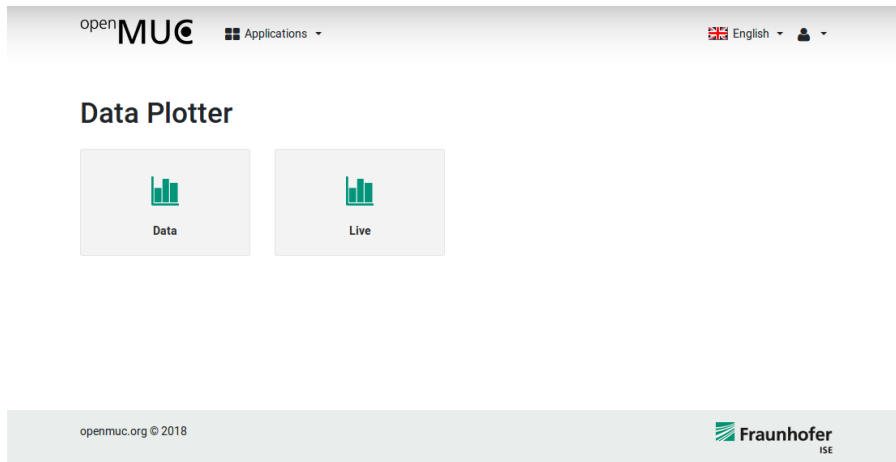 openMUC
Applications
English
Data Plotter
Data
Live
openmuc.org © 2018
Fraunhofer
ISE